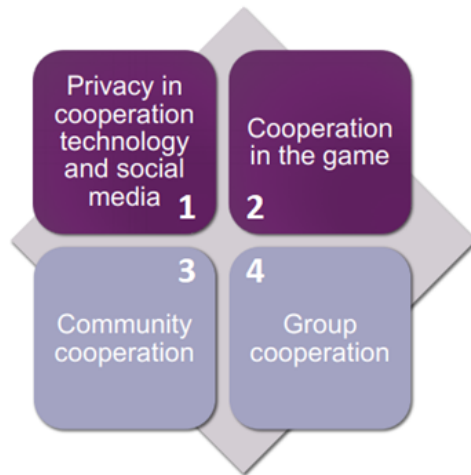 Privacy in
cooperation
technology
and social
media
1
Cooperation
in the game
2
3
Community
cooperation
4
Group
cooperation